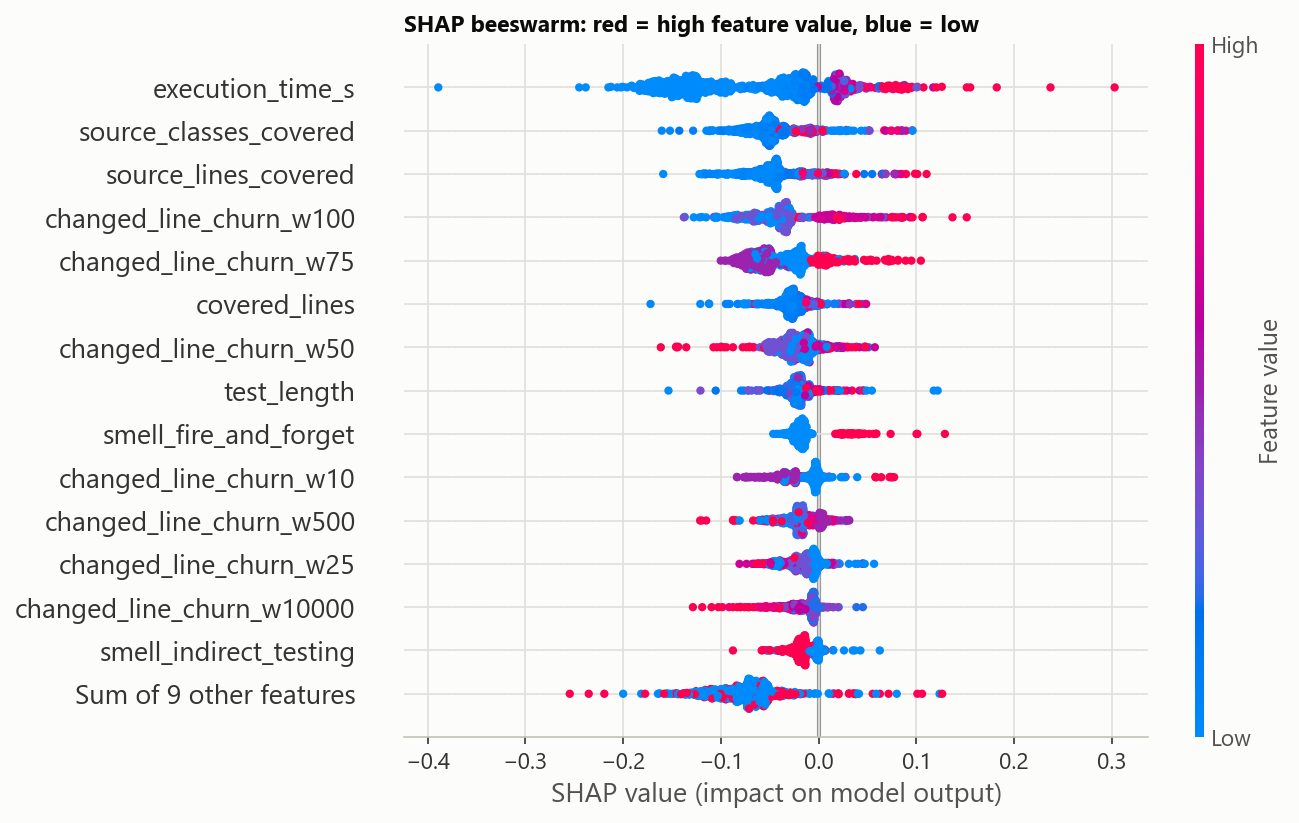 SHAP beeswarm: red = high feature value, blue = low
High
execution_time_s
source_classes_covered
source_lines_covered
changed_line_churn_w100
changed_line_churn_w75
covered_lines
changed_line_churn_w50
test_length
smell_fire_and_forget
changed_line_churn_w10
changed_line_churn_w500
changed_line_churn_w25
changed_line_churn_w10000
smell_indirect_testing
Sum of 9 other features
Feature value
Low
−0.4 −0.3 −0.2 −0.1 0.0 0.1 0.2 0.3
SHAP value (impact on model output)